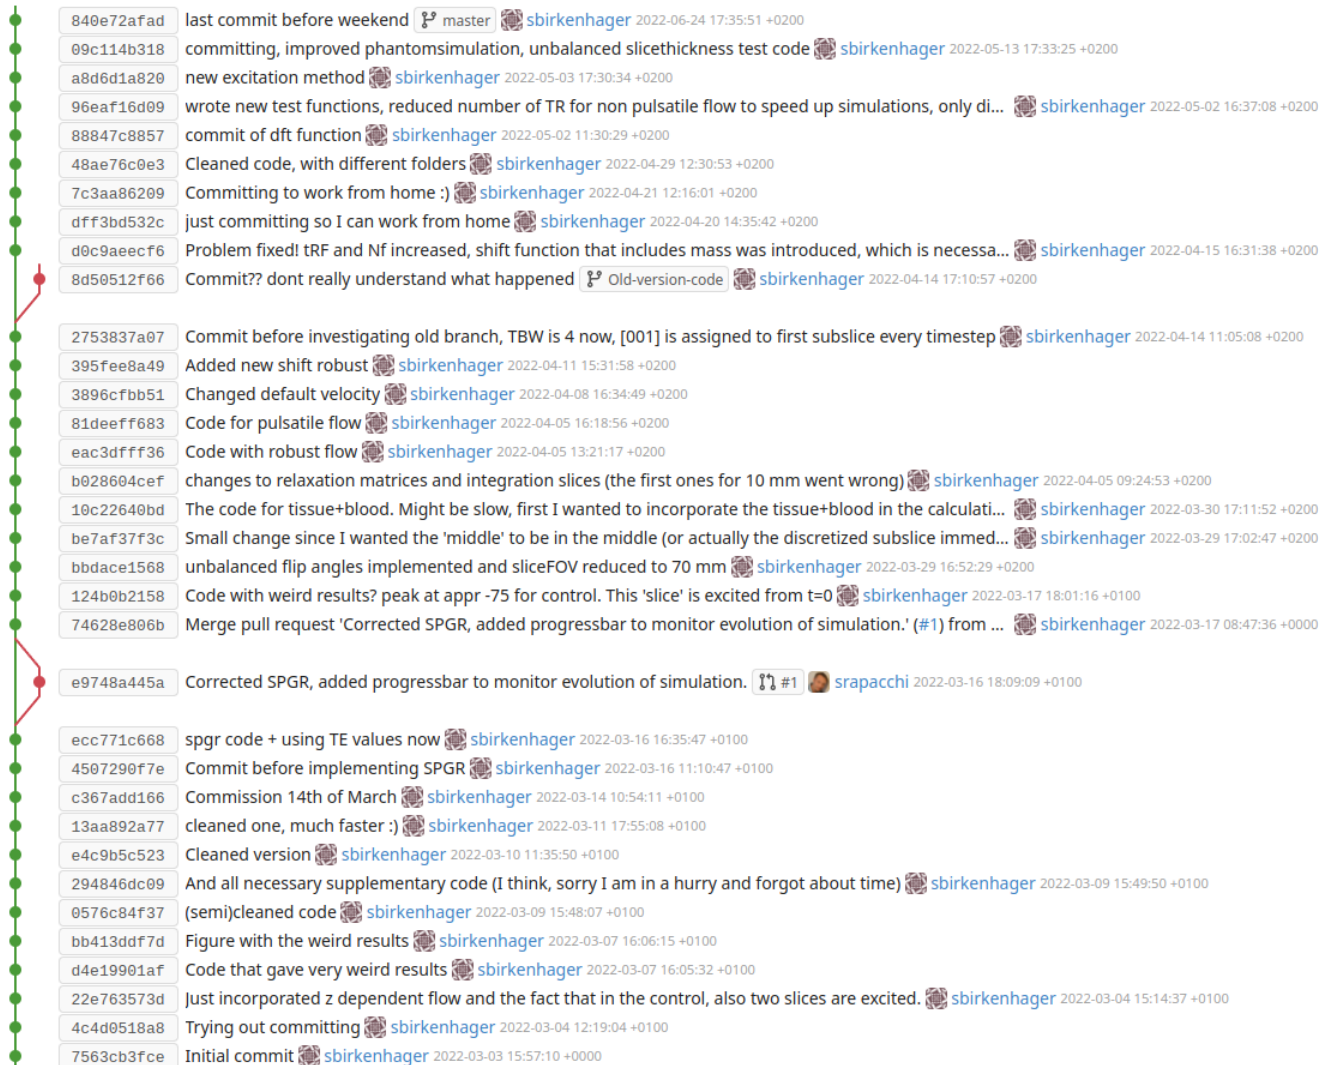 840e72afad last commit before weekend master sbirkenhager 2022-06-24 17:35:51 +0200
09c114b318 committing, improved phantomsimulation, unbalanced slicethickness test code sbirkenhager 2022-05-13 17:33:25 +0200
a8d6d1a820 new excitation method sbirkenhager 2022-05-03 17:30:34 +0200
96eaf16d09 wrote new test functions, reduced number of TR for non pulsatile flow to speed up simulations, only di... sbirkenhager 2022-05-02 16:37:08 +0200
88847c8857 commit of dft function sbirkenhager 2022-05-02 11:30:29 +0200
48ae76c0e3 Cleaned code, with different folders sbirkenhager 2022-04-29 12:30:53 +0200
7c3aa86209 Committing to work from home :) sbirkenhager 2022-04-21 12:16:01 +0200
dff3bd532c just committing so I can work from home sbirkenhager 2022-04-20 14:35:42 +0200
d0c9aeecf6 Problem fixed! tRF and Nf increased, shift function that includes mass was introduced, which is necessa... sbirkenhager 2022-04-15 16:31:38 +0200
8d50512f66 Commit?? dont really understand what happened Old-version-code sbirkenhager 2022-04-14 17:10:57 +0200
2753837a07 Commit before investigating old branch, TBW is 4 now, [001] is assigned to first subslice every timestep sbirkenhager 2022-04-14 11:05:08 +0200
395fee8a49 Added new shift robust sbirkenhager 2022-04-11 15:31:58 +0200
3896cfbb51 Changed default velocity sbirkenhager 2022-04-08 16:34:49 +0200
81deeff683 Code for pulsatile flow sbirkenhager 2022-04-05 16:18:56 +0200
eac3dfff36 Code with robust flow sbirkenhager 2022-04-05 13:21:17 +0200
b028604cef changes to relaxation matrices and integration slices (the first ones for 10 mm went wrong) sbirkenhager 2022-04-05 09:24:53 +0200
10c22640bd The code for tissue+blood. Might be slow, first I wanted to incorporate the tissue+blood in the calculati... sbirkenhager 2022-03-30 17:11:52 +0200
be7af37f3c Small change since I wanted the 'middle' to be in the middle (or actually the discretized subslice immed... sbirkenhager 2022-03-29 17:02:47 +0200
bbdace1568 unbalanced flip angles implemented and sliceFOV reduced to 70 mm sbirkenhager 2022-03-29 16:52:29 +0200
124b0b2158 Code with weird results? peak at appr -75 for control. This 'slice' is excited from t=0 sbirkenhager 2022-03-17 18:01:16 +0100
74628e806b Merge pull request 'Corrected SPGR, added progressbar to monitor evolution of simulation.' (#1) from ... sbirkenhager 2022-03-17 08:47:36 +0000
e9748a445a Corrected SPGR, added progressbar to monitor evolution of simulation. #1 srapacchi 2022-03-16 18:09:09 +0100
ecc771c668 spgr code + using TE values now sbirkenhager 2022-03-16 16:35:47 +0100
4507290f7e Commit before implementing SPGR sbirkenhager 2022-03-16 11:10:47 +0100
c367add166 Commission 14th of March sbirkenhager 2022-03-14 10:54:11 +0100
13aa892a77 cleaned one, much faster :) sbirkenhager 2022-03-11 17:55:08 +0100
e4c9b5c523 Cleaned version sbirkenhager 2022-03-10 11:35:50 +0100
294846dc09 And all necessary supplementary code (I think, sorry I am in a hurry and forgot about time) sbirkenhager 2022-03-09 15:49:50 +0100
0576c84f37 (semi)cleaned code sbirkenhager 2022-03-09 15:48:07 +0100
bb413ddf7d Figure with the weird results sbirkenhager 2022-03-07 16:06:15 +0100
d4e19901af Code that gave very weird results sbirkenhager 2022-03-07 16:05:32 +0100
22e763573d Just incorporated z dependent flow and the fact that in the control, also two slices are excited. sbirkenhager 2022-03-04 15:14:37 +0100
4c4d0518a8 Trying out committing sbirkenhager 2022-03-04 12:19:04 +0100
7563cb3fce Initial commit sbirkenhager 2022-03-03 15:57:10 +0000